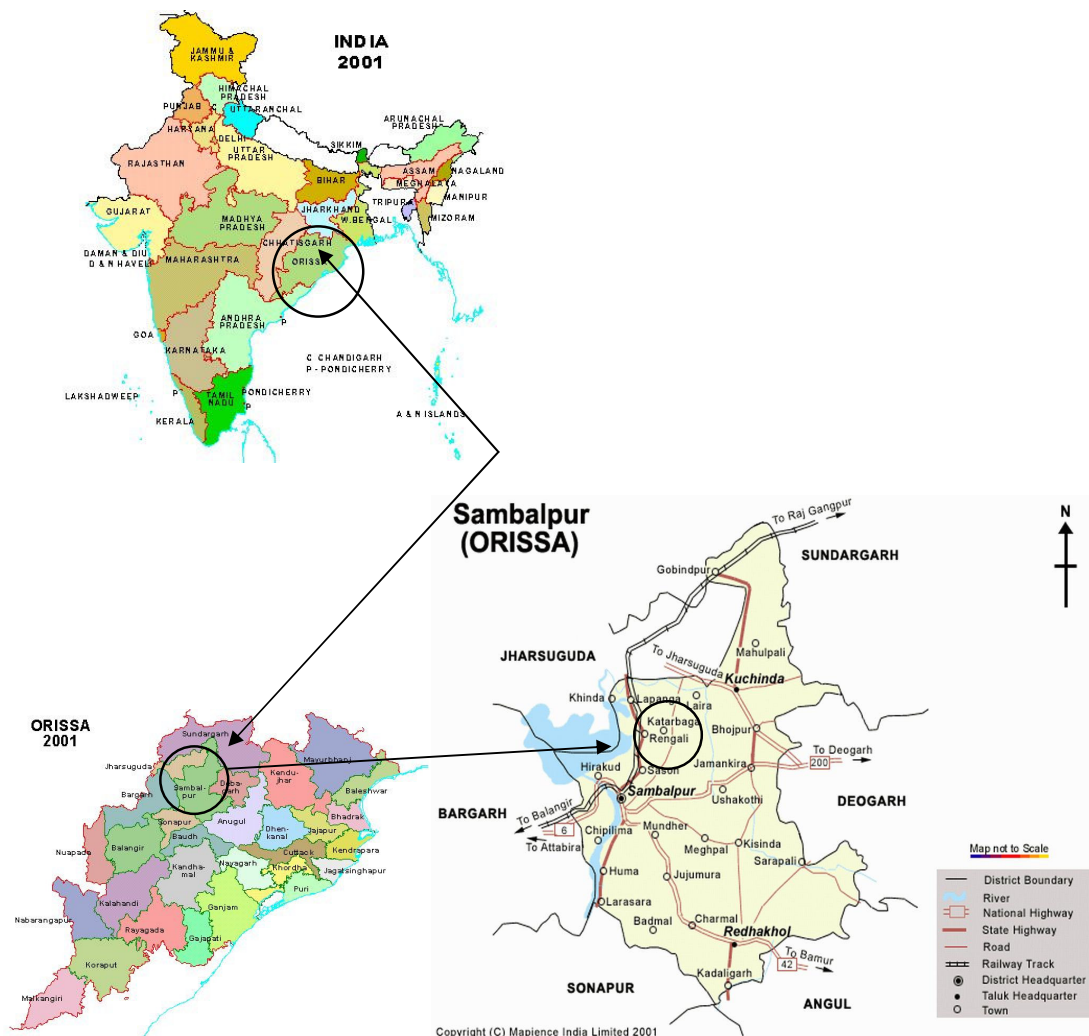 INDIA
2001
JAMMU &
KASHMIR
HIMACHAL
PRADESH
PUNJAB
C
UTTARANCHAL
HARYANA
DELHI
UTTAR
PRADESH
RAJASTHAN
SIKKIM
ARUNACHAL
PRADESH
ASSAM
NAGALAND
MEGHALAYA
MANIPUR
BIHAR
TRIPURA
MIZORAM
JHARKHAND
W.BENGAL
GUJARAT
MADHYA
PRADESH
CHHATISGARH
DAMAN & DIU
D & N HAVELI
MAHARASHTRA
ORISSA
ANDHRA
PRADESH
P
GOA
KARNATAKA
C CHANDIGARH
P - PONDICHERRY
LAKSHADWEEP
P
TAMIL
NADU
PONDICHERRY
P
KERALA
A & N ISLANDS
ORISSA
2001
Sundargarh
Jharsuguda
Mayurbhanj
Kendu-
jhar
Bargarh
Sambal-
pur
Deba-
garh
Baleshwar
Sonapur
Anugul
Bhadrak
Balangir
Baudh
Dhen-
kanal
Jajapur
Nuapada
Cuttack
Kendrapara
Kandha-
mal
Nayagarh
Khordha
Jagatsinghapur
Puri
Kalahandi
Ganjam
Nabarangapur
Rayagada
Gajapati
Koraput
Malkangiri
Sambalpur
(ORISSA)
To Raj Gangpur
N
SUNDARGARH
Gobindpur
Mahulpali
JHARSUGUDA
To Jharsuguda
Kuchinda
Khinda
Lapanga
Laira
Katarbaga
Rengali
Bhojpur
To Deogarh
200
Hirakud
Sason
Jamankira
Sambalpur
Ushakothi
DEOGARH
BARGARH
To Balangir
6
To Attabira
Chipilima
Mundher
Meghpal
Kisinda
Sarapali
Huma
Jujumura
Larasara
Badmal
Charmal
Redhakhol
To Bamur
42
Kadaligarh
SONAPUR
ANGUL
Map not to Scale
District Boundary
River
National Highway
State Highway
Road
Railway Track
District Headquarter
Taluk Headquarter
Town
Copyright (C) Mapience India Limited 2001